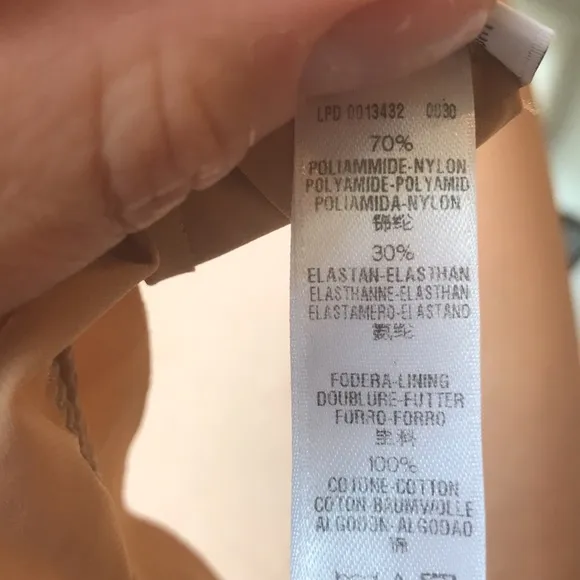 LPD 0013432 0030
70%
POLIAMMIDE-NYLON
POLYAMIDE-POLYAMID
POLIAMIDA-NYLON
锦纶
30%
ELASTAN-ELASTHAN
ELASTHANNE-ELASTHAN
ELASTAMERO-ELASTANO
氨纶
FODERA-LINING
DOUBLURE-FUTTER
FORRO-FORRO
里料
100%
COTONE-COTTON
COTON-BAUMWOLLE
ALGODON-ALGODAO
棉